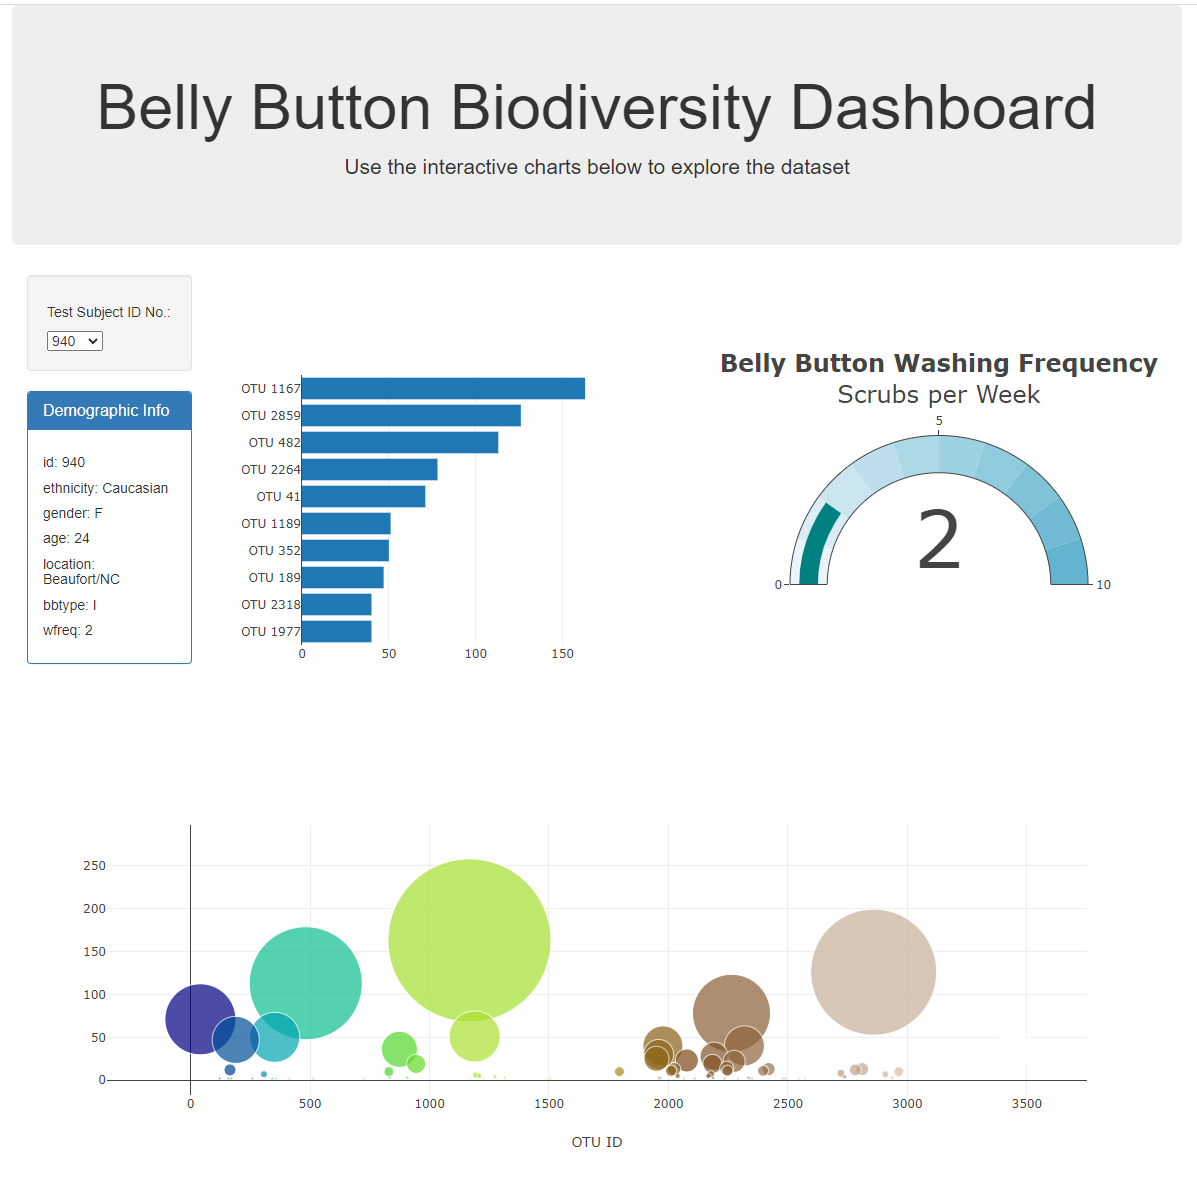 Belly Button Biodiversity Dashboard
Use the interactive charts below to explore the dataset
Test Subject ID No.:
940
Demographic Info
id: 940
ethnicity: Caucasian
gender: F
age: 24
location:
Beaufort/NC
bbtype: I
wfreq: 2
OTU 1167
OTU 2859
OTU 482
OTU 2264
OTU 41
OTU 1189
OTU 352
OTU 189
OTU 2318
OTU 1977
0 50 100 150
Belly Button Washing Frequency
Scrubs per Week
5
2
0 10
250
200
150
100
50
0
0 500 1000 1500 2000 2500 3000 3500
OTU ID